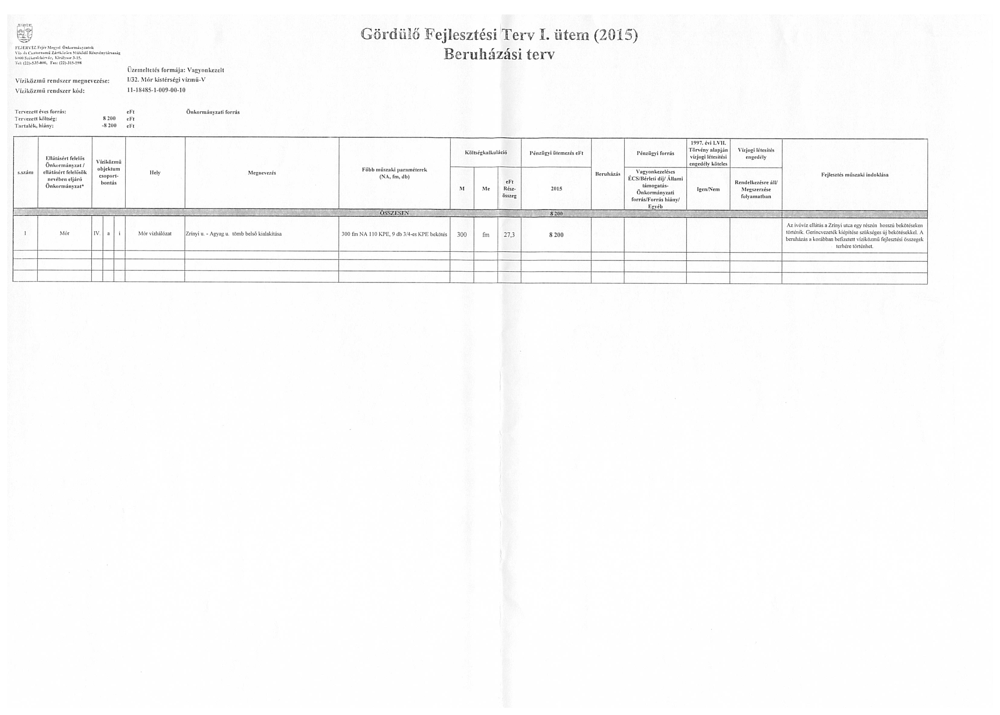 FEJÉRVÍZ Fejér Megyei Önkormányzatok
Víz- és Csatornamű Zártkörűen Működő Részvénytársaság
8000 Székesfehérvár, Királysor 3-15.
Tel: (22)-535-800, Fax: (22)-315-598
Gördülő Fejlesztési Terv I. ütem (2015)
Beruházási terv
Üzemeltetés formája: Vagyonkezelt
Víziközmű rendszer megnevezése: I/32. Mór kistérségi vízmű-V
Víziközmű rendszer kód: 11-18485-1-009-00-10
Tervezett éves forrás: eFt Önkormányzati forrás
Tervezett költség: 8 200 eFt
Tartalék, hiány: -8 200 eFt
s.szám
Ellátásért felelős
Önkormányzat /
ellátásért felelősök
nevében eljáró
Önkormányzat*
Víziközmű
objektum
csoport-
bontás
Hely
Megnevezés
Főbb műszaki paraméterek
(NA, fm, db)
Költségkalkuláció
M
Me
eFt
Rész-
összeg
Pénzügyi ütemezés eFt
2015
Beruházás
Pénzügyi forrás
Vagyonkezeléses
ÉCS/Bérleti díj/ Állami
támogatás-
Önkormányzati
forrás/Forrás hiány/
Egyéb
1997. évi LVII.
Törvény alapján
vízjogi létesítési
engedély köteles
Igen/Nem
Vízjogi létesítés
engedély
Rendelkezésre áll/
Megszerzése
folyamatban
Fejlesztés műszaki indoklása
ÖSSZESEN 8 200
1 Mór IV. a i Mór vízhálózat Zrínyi u. - Agyag u. tömb belső kialakítása 300 fm NA 110 KPE, 9 db 3/4-es KPE bekötés 300 fm 27,3 8 200
Az ivóvíz ellátás a Zrínyi utca egy részén hosszú bekötéseken
történik. Gerincvezeték kiépítése szükséges új bekötésekkel. A
beruházás a korábban befizetett víziközmű fejlesztési összegek
terhére történhet.